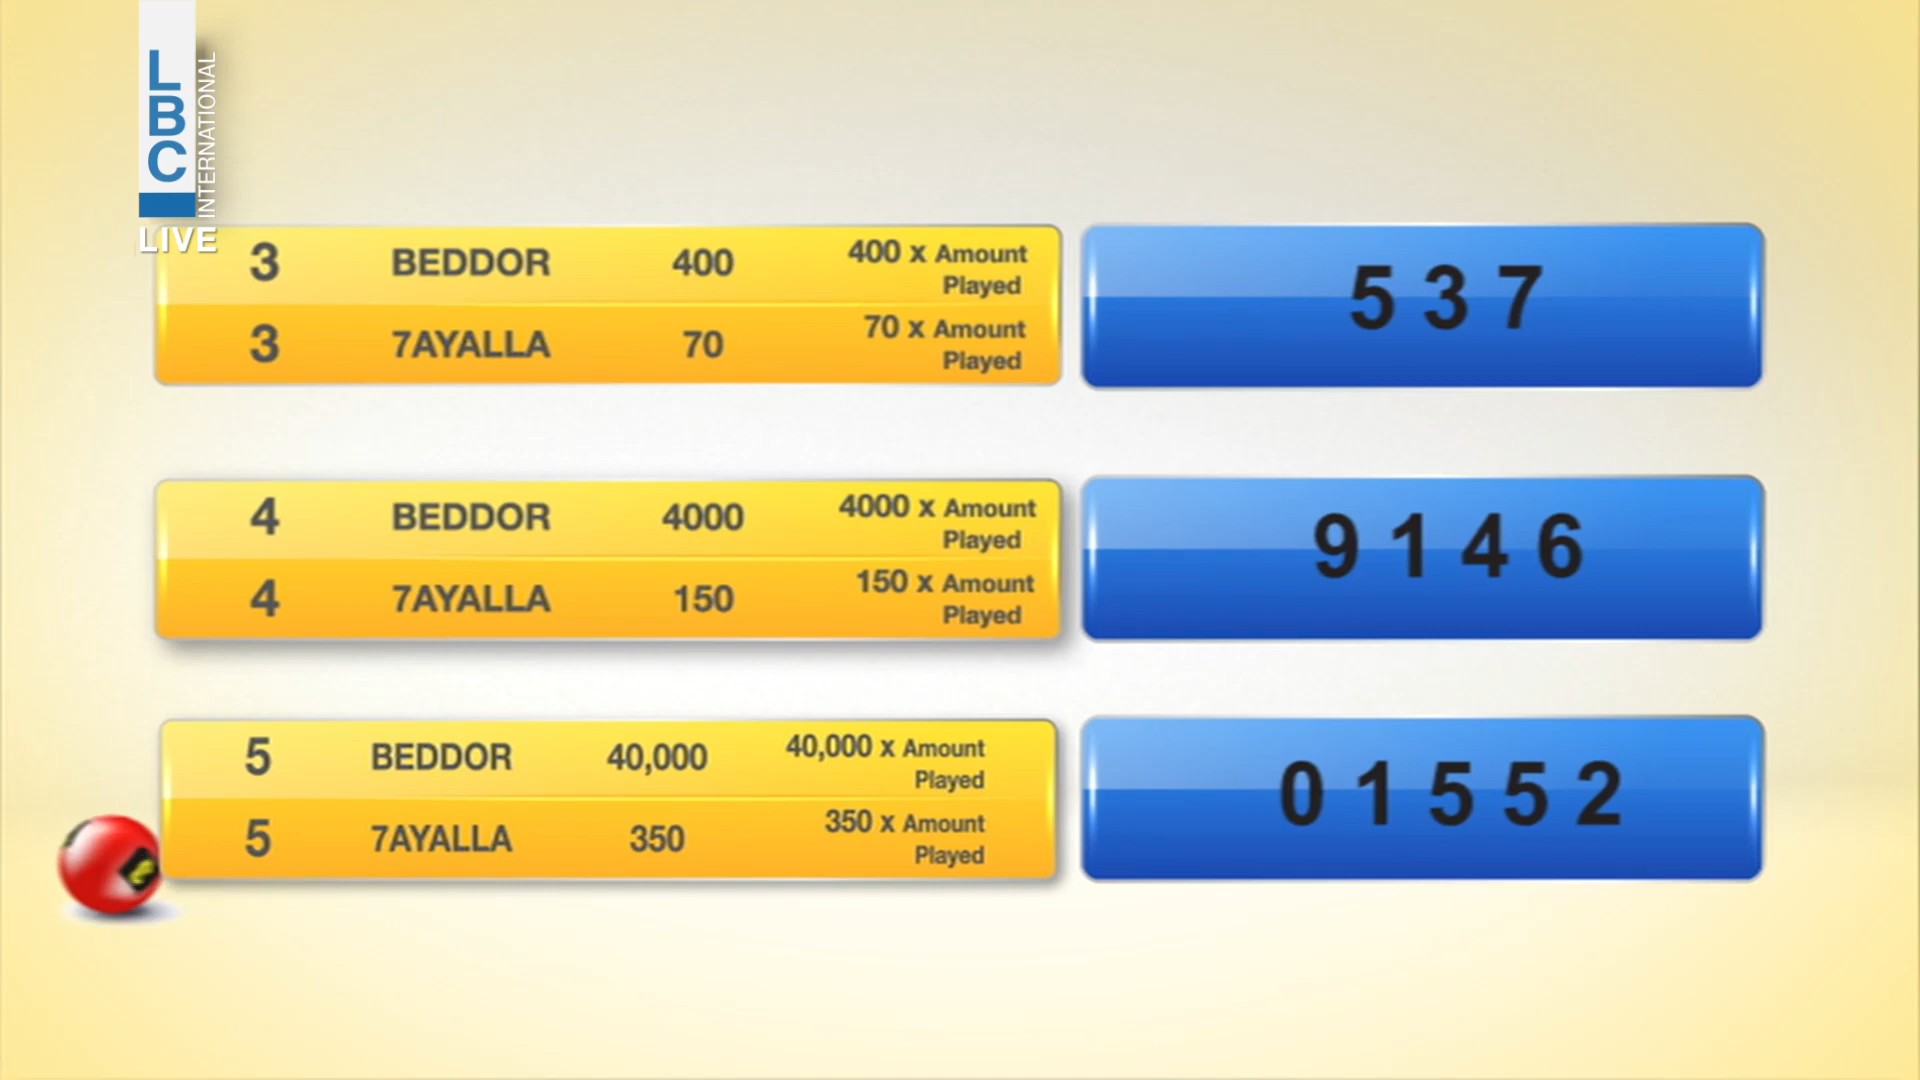 LBC
INTERNATIONAL
LIVE
3 BEDDOR 400 400 x Amount
Played
3 7AYALLA 70 70 x Amount
Played
5 3 7
4 BEDDOR 4000 4000 x Amount
Played
4 7AYALLA 150 150 x Amount
Played
9 1 4 6
5 BEDDOR 40,000 40,000 x Amount
Played
5 7AYALLA 350 350 x Amount
Played
0 1 5 5 2